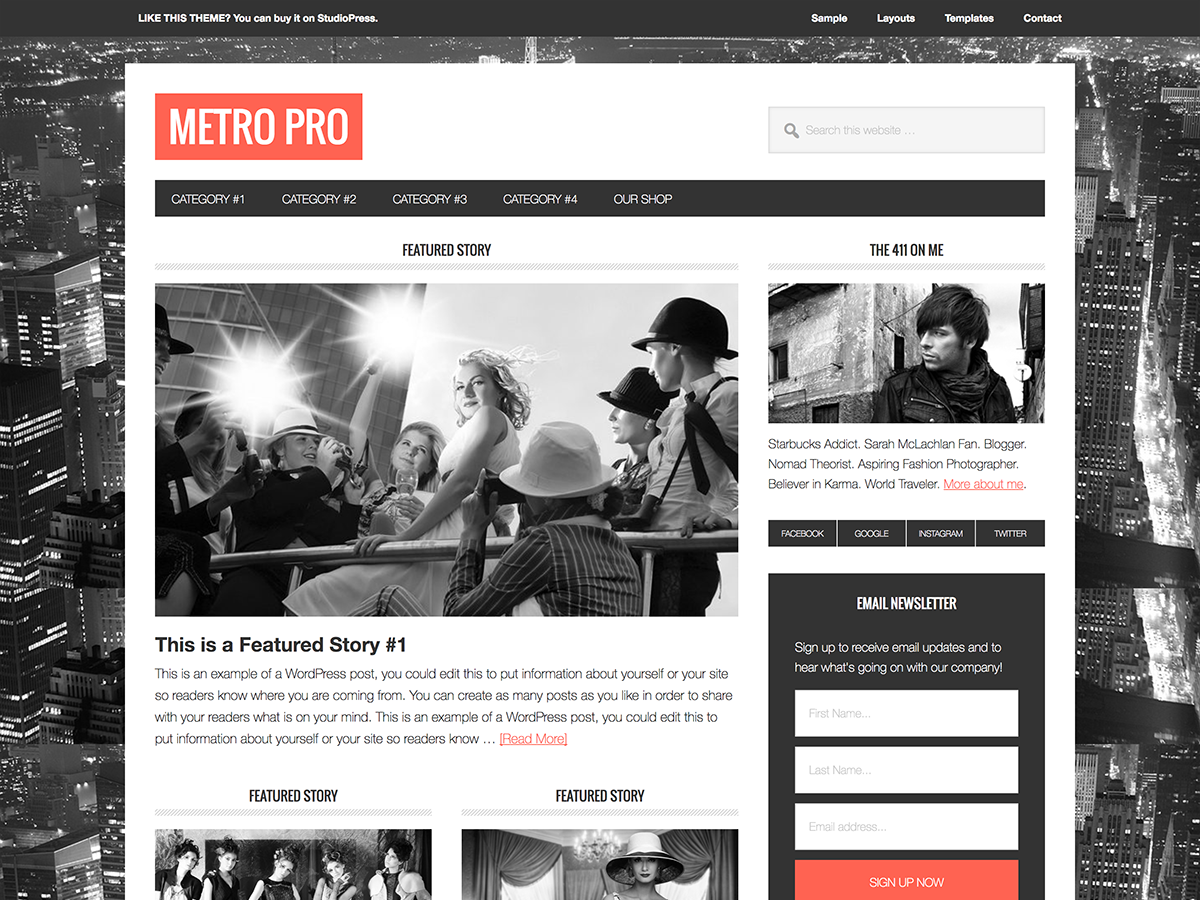 LIKE THIS THEME? You can buy it on StudioPress.
Sample Layouts Templates Contact
METRO PRO
Search this website …
CATEGORY #1 CATEGORY #2 CATEGORY #3 CATEGORY #4 OUR SHOP
FEATURED STORY
This is a Featured Story #1
This is an example of a WordPress post, you could edit this to put information about yourself or your site
so readers know where you are coming from. You can create as many posts as you like in order to share
with your readers what is on your mind. This is an example of a WordPress post, you could edit this to
put information about yourself or your site so readers know … [Read More]
FEATURED STORY
FEATURED STORY
THE 411 ON ME
Starbucks Addict. Sarah McLachlan Fan. Blogger.
Nomad Theorist. Aspiring Fashion Photographer.
Believer in Karma. World Traveler. More about me.
FACEBOOK GOOGLE INSTAGRAM TWITTER
EMAIL NEWSLETTER
Sign up to receive email updates and to
hear what's going on with our company!
First Name...
Last Name...
Email address...
SIGN UP NOW